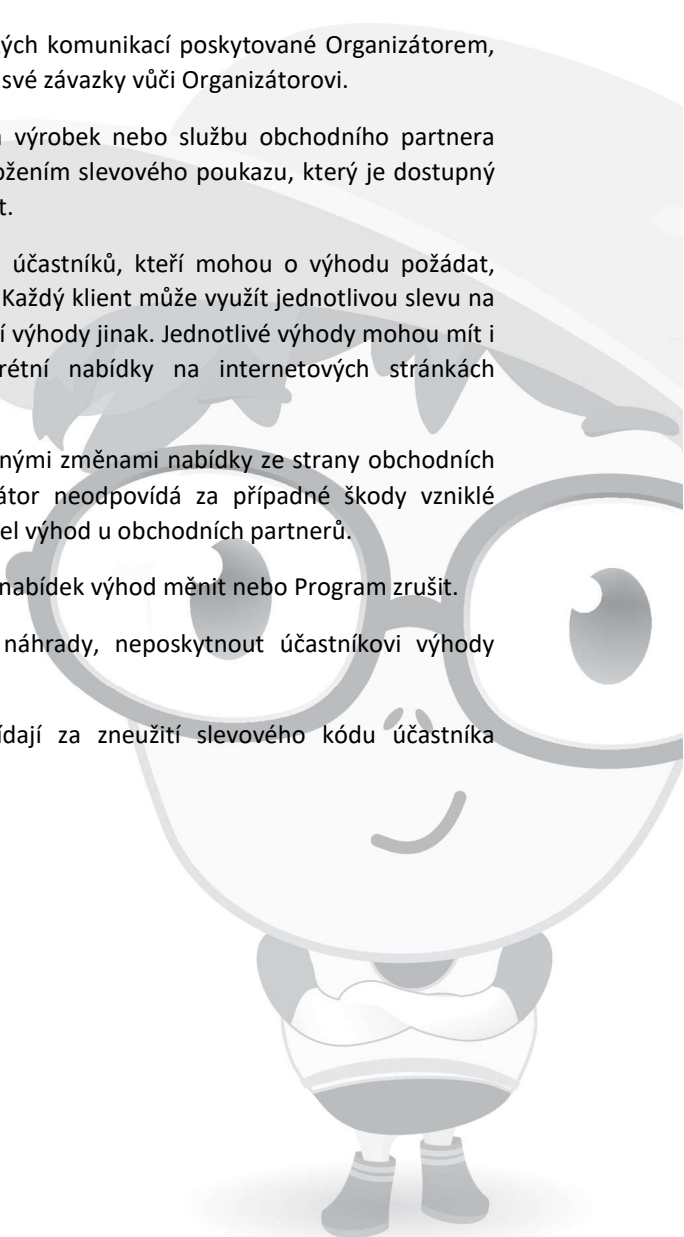 ých komunikací poskytované Organizátorem,
své závazky vůči Organizátorovi.
výrobek nebo službu obchodního partnera
ožením slevového poukazu, který je dostupný
t.
účastníků, kteří mohou o výhodu požádat,
Každý klient může využít jednotlivou slevu na
í výhody jinak. Jednotlivé výhody mohou mít i
rétní nabídky na internetových stránkách
nými změnami nabídky ze strany obchodních
átor neodpovídá za případné škody vzniklé
el výhod u obchodních partnerů.
nabídek výhod měnit nebo Program zrušit.
náhrady, neposkytnout účastníkovi výhody
ídají za zneužití slevového kódu účastníka